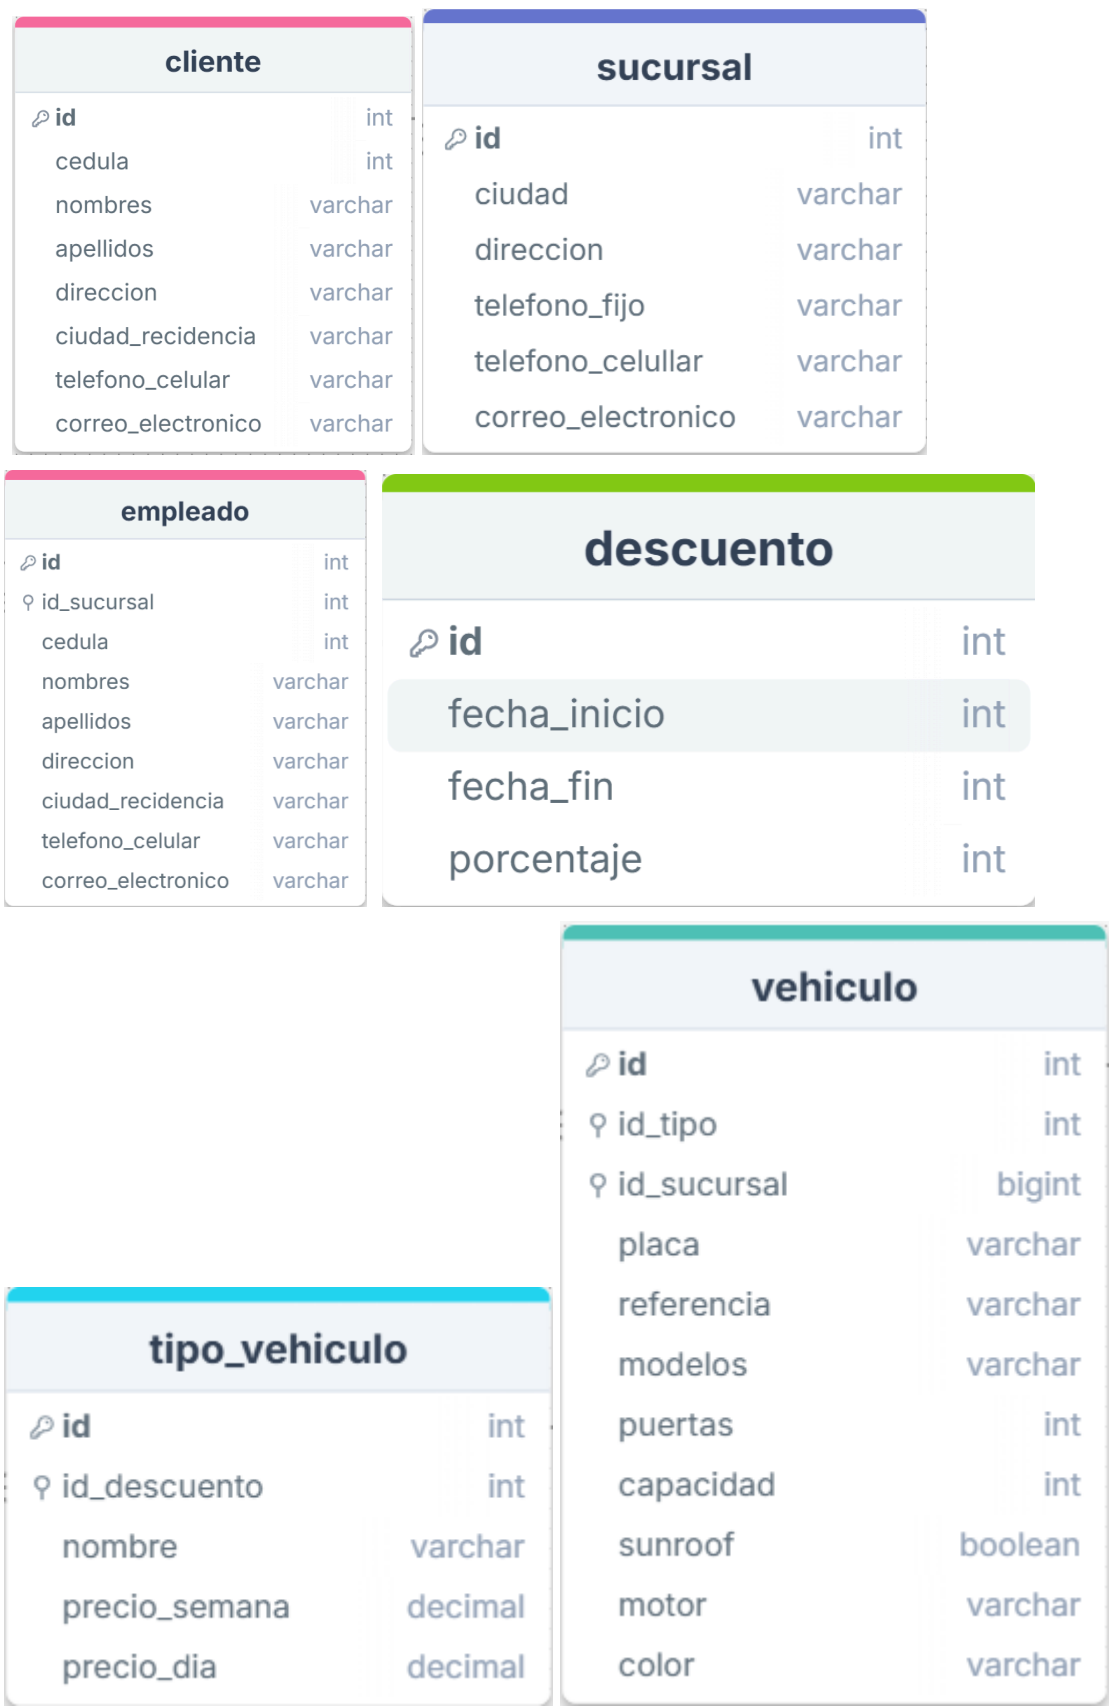 cliente
id int
cedula int
nombres varchar
apellidos varchar
direccion varchar
ciudad_recidencia varchar
telefono_celular varchar
correo_electronico varchar
sucursal
id int
ciudad varchar
direccion varchar
telefono_fijo varchar
telefono_celullar varchar
correo_electronico varchar
empleado
id int
id_sucursal int
cedula int
nombres varchar
apellidos varchar
direccion varchar
ciudad_recidencia varchar
telefono_celular varchar
correo_electronico varchar
descuento
id int
fecha_inicio int
fecha_fin int
porcentaje int
tipo_vehiculo
id int
id_descuento int
nombre varchar
precio_semana decimal
precio_dia decimal
vehiculo
id int
id_tipo int
id_sucursal bigint
placa varchar
referencia varchar
modelos varchar
puertas int
capacidad int
sunroof boolean
motor varchar
color varchar